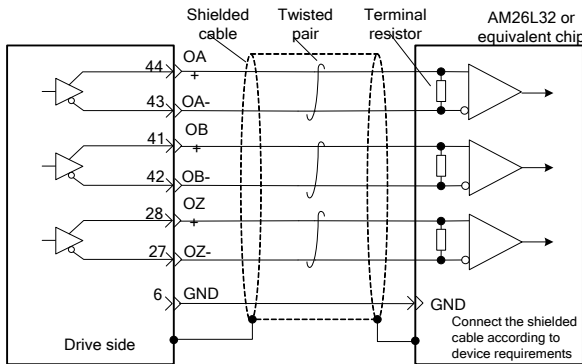 Shielded
cable
Twisted
pair
Terminal
resistor
AM26L32 or
equivalent chip
44 OA
+
43 OA-
41 OB
+
42 OB-
28 OZ
+
27 OZ-
6 GND
GND
Drive side
Connect the shielded
cable according to
device requirements